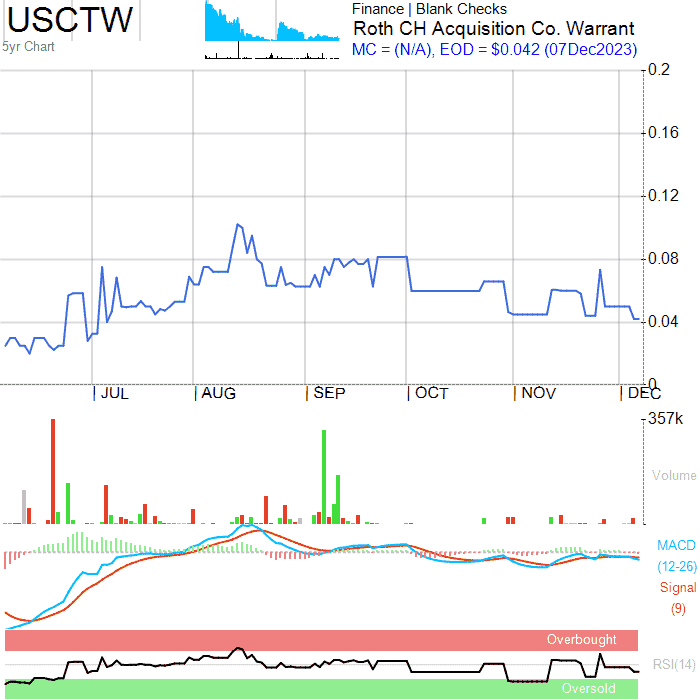 USCTW
5yr Chart
Finance | Blank Checks
Roth CH Acquisition Co. Warrant
MC = (N/A), EOD = $0.042 (07Dec2023)
0.2
0.16
0.12
0.08
0.04
0
JUL AUG SEP OCT NOV DEC
357k
Volume
MACD
(12-26)
Signal
(9)
Overbought
RSI(14)
Oversold